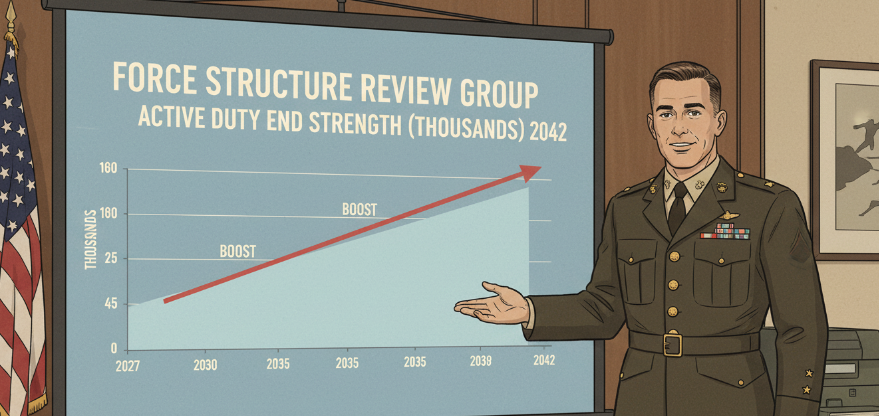 FORCE STRUCTURE REVIEW GROUP
ACTIVE DUTY END STRENGTH (THOUSANDS) 2042
THOUSANDS
160
180
25
45
0
BOOST
BOOST
2027 2030 2035 2035 2035 2038 2042